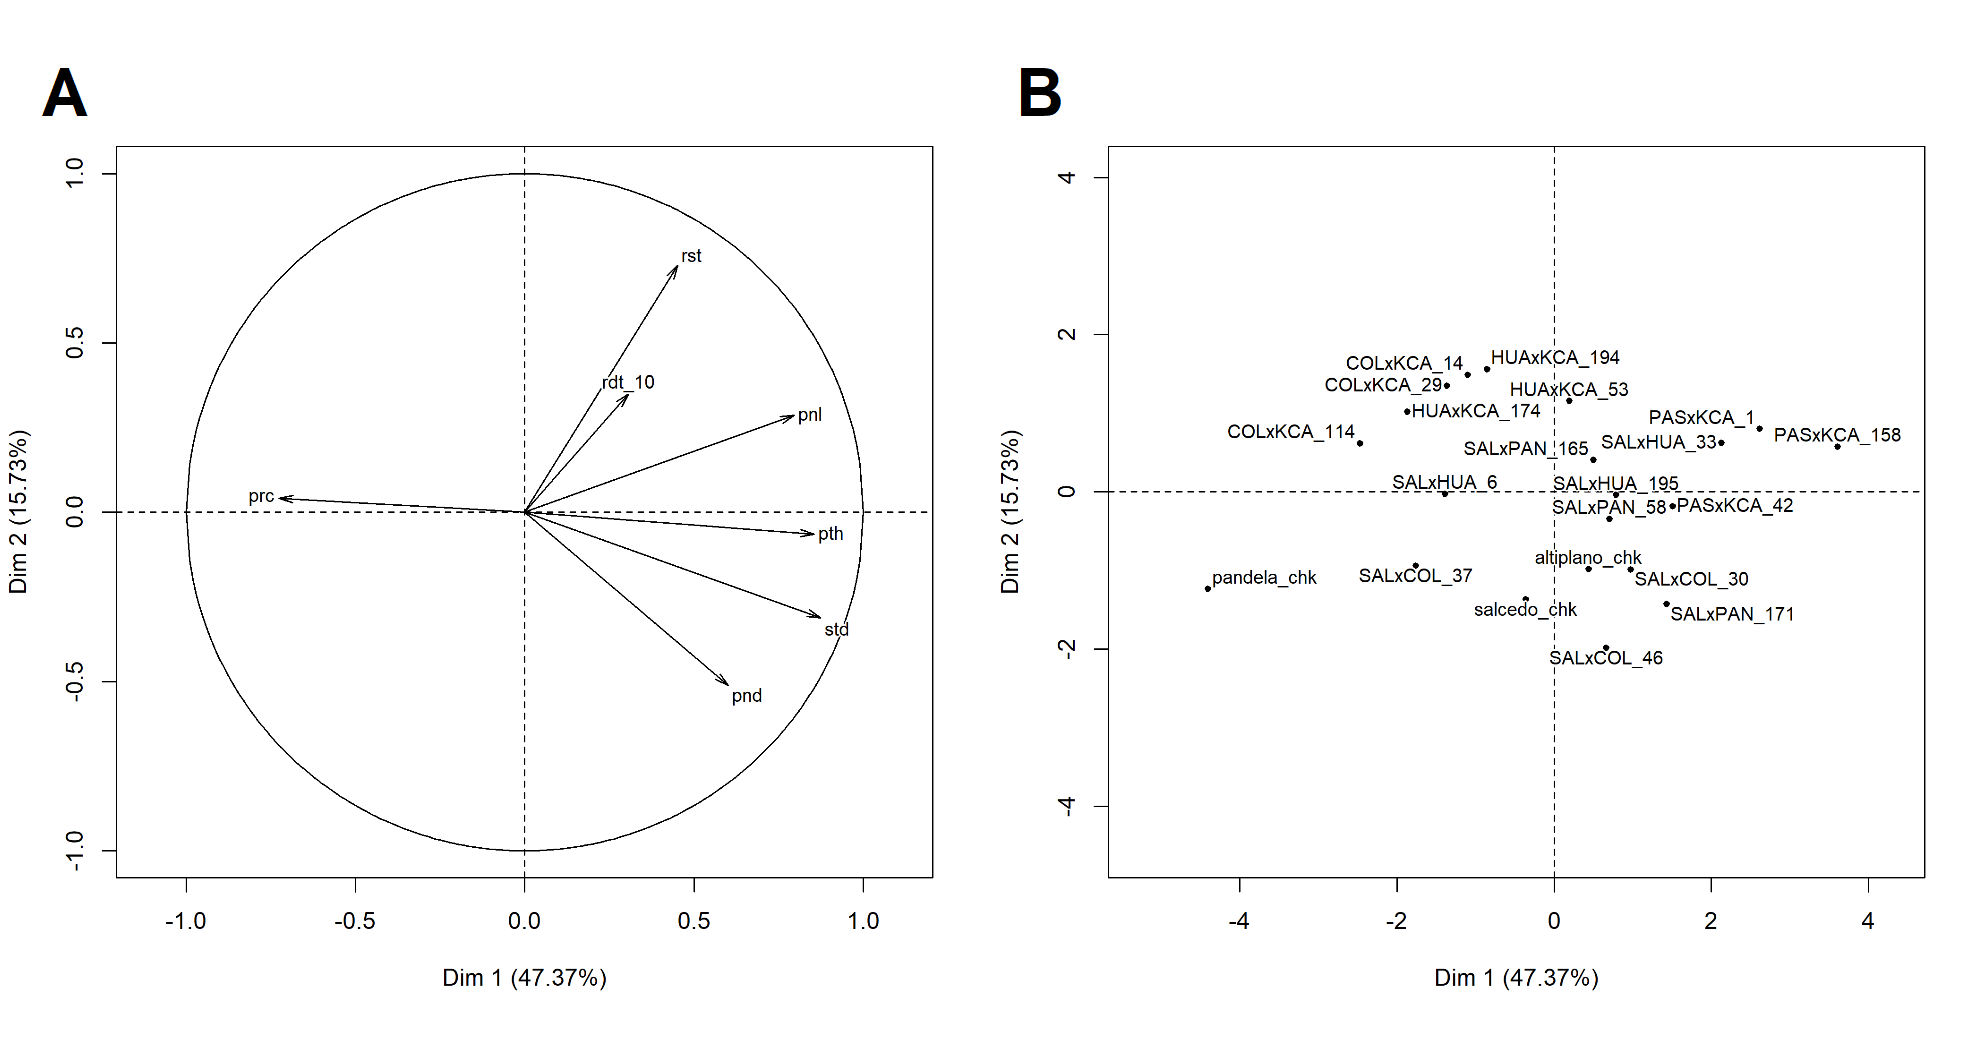 A
1.0
0.5
0.0
-0.5
-1.0
Dim 2 (15.73%)
rst
rdt_10
pnl
prc
pth
std
pnd
-1.0 -0.5 0.0 0.5 1.0
Dim 1 (47.37%)
B
4
2
0
-2
-4
Dim 2 (15.73%)
HUAxKCA_194
COLxKCA_14
COLxKCA_29
HUAxKCA_53
HUAxKCA_174
PASxKCA_1
COLxKCA_114
PASxKCA_158
SALxHUA_33
SALxPAN_165
SALxHUA_6
SALxHUA_195
SALxPAN_58
PASxKCA_42
altiplano_chk
SALxCOL_37
pandela_chk
SALxCOL_30
salcedo_chk
SALxPAN_171
SALxCOL_46
-4 -2 0 2 4
Dim 1 (47.37%)